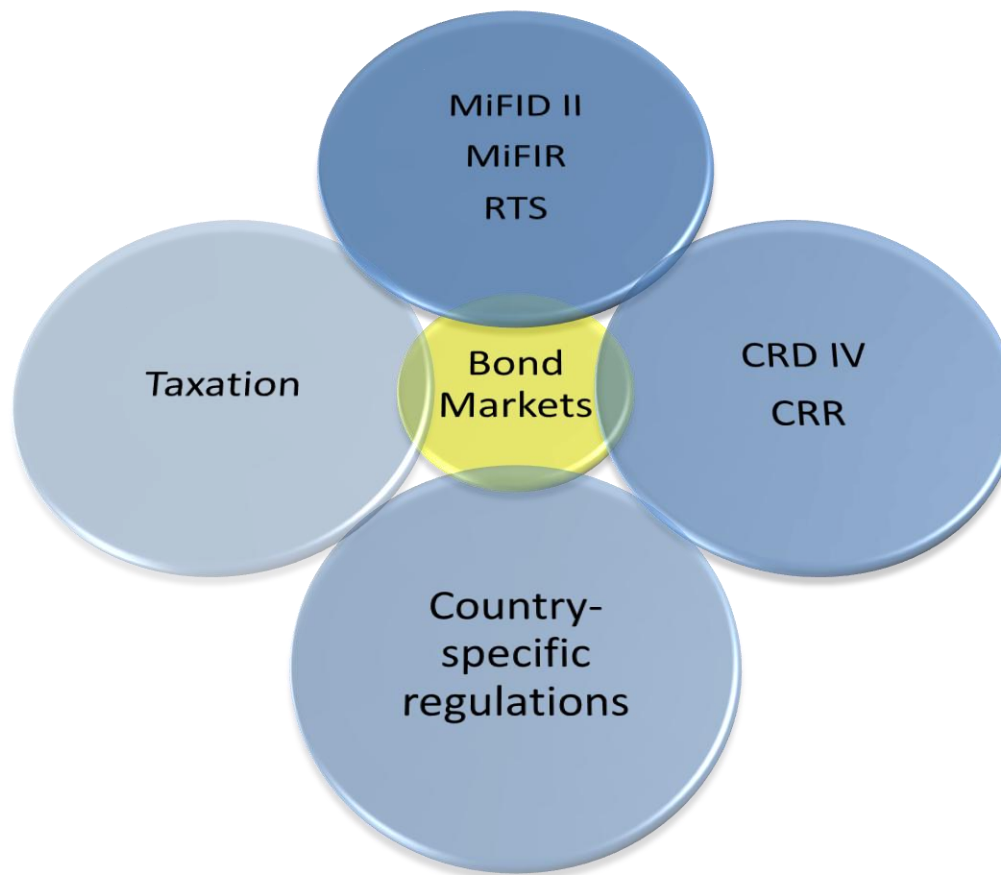 MiFID II
MiFIR
RTS
Taxation
Bond
Markets
CRD IV
CRR
Country-
specific
regulations